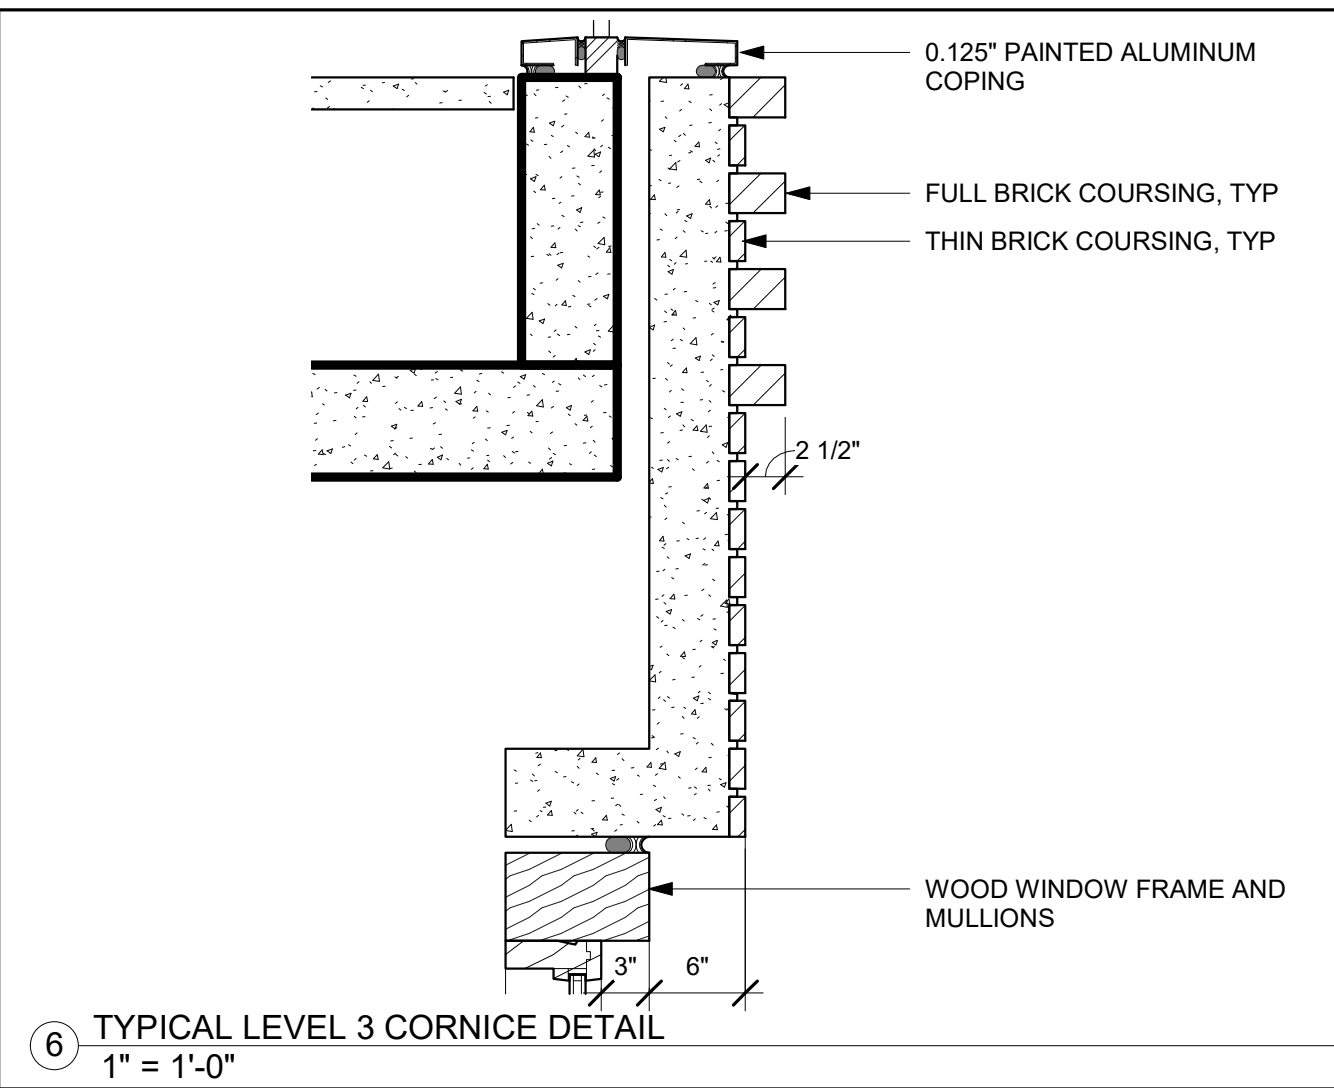 0.125" PAINTED ALUMINUM
COPING
FULL BRICK COURSING, TYP
THIN BRICK COURSING, TYP
2 1/2"
WOOD WINDOW FRAME AND
MULLIONS
3"
6"
6
TYPICAL LEVEL 3 CORNICE DETAIL
1" = 1'-0"